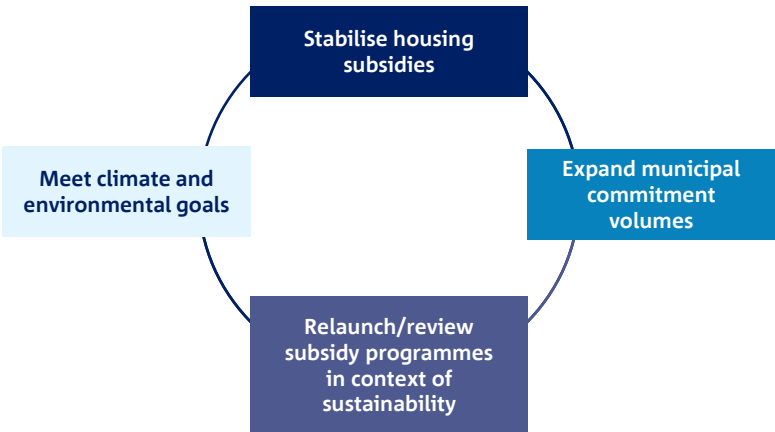 Stabilise housing
subsidies
Meet climate and
environmental goals
Expand municipal
commitment
volumes
Relaunch/review
subsidy programmes
in context of
sustainability